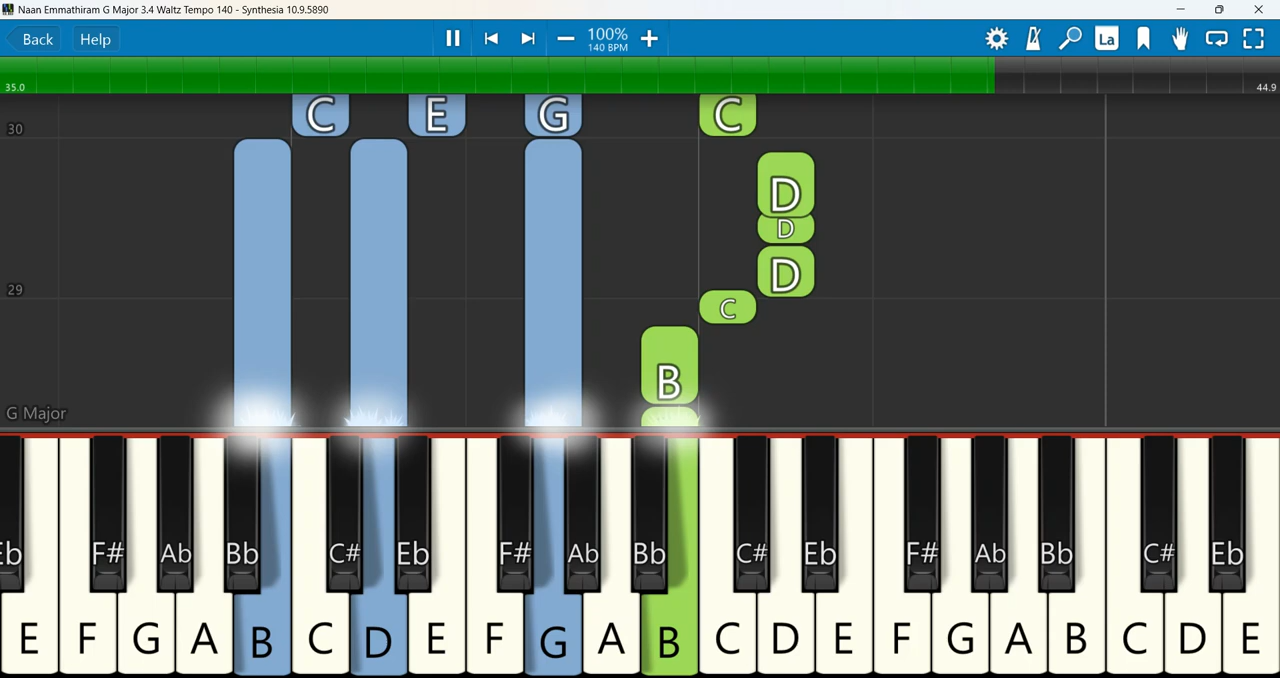 Naan Emmathiram G Major 3.4 Waltz Tempo 140 - Synthesia 10.9.5890
Back Help 100% La
140 BPM
35.0 44.9
C E G C
30
D
D
D
29
C
B
G Major
Eb F# Ab Bb C# Eb F# Ab Bb C# Eb F# Ab Bb C# Eb
E F G A B C D E F G A B C D E F G A B C D E